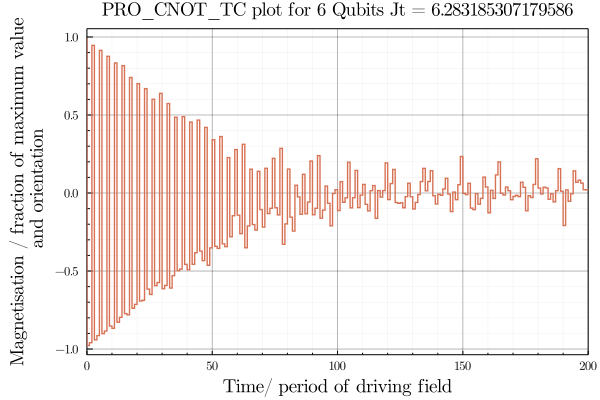 PRO_CNOT_TC plot for 6 Qubits Jt = 6.283185307179586
Magnetisation / fraction of maximum value
and orientation
1.0
0.5
0.0
−0.5
−1.0
0 50 100 150 200
Time/ period of driving field